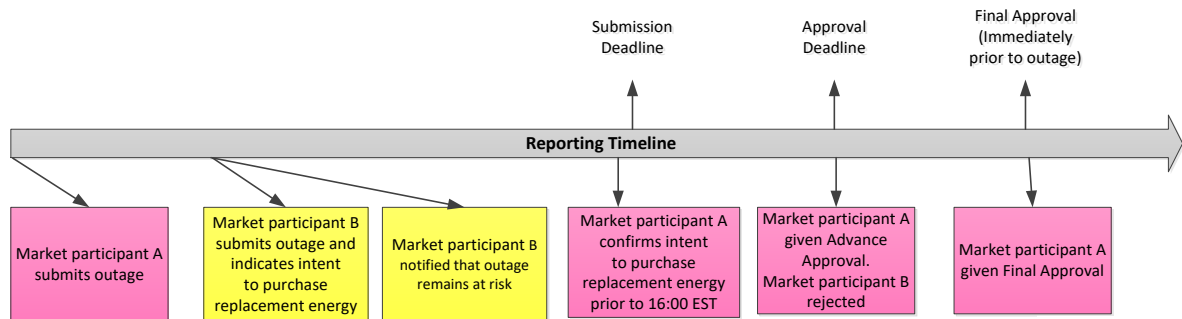 Submission
Deadline
Approval
Deadline
Final Approval
(Immediately
prior to outage)
Reporting Timeline
Market participant A
submits outage
Market participant B
submits outage and
indicates intent
to purchase
replacement energy
Market participant B
notified that outage
remains at risk
Market participant A
confirms intent
to purchase
replacement energy
prior to 16:00 EST
Market participant A
given Advance
Approval.
Market participant B
rejected
Market participant A
given Final Approval